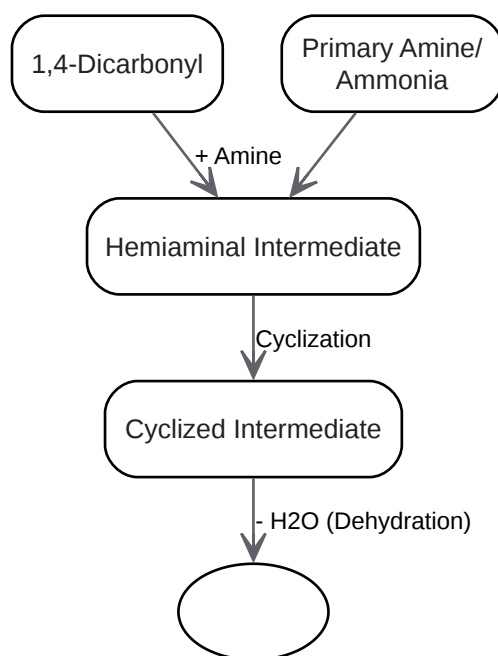 1,4-Dicarbonyl
Primary Amine/
Ammonia
+ Amine
Hemiaminal Intermediate
Cyclization
Cyclized Intermediate
- H2O (Dehydration)